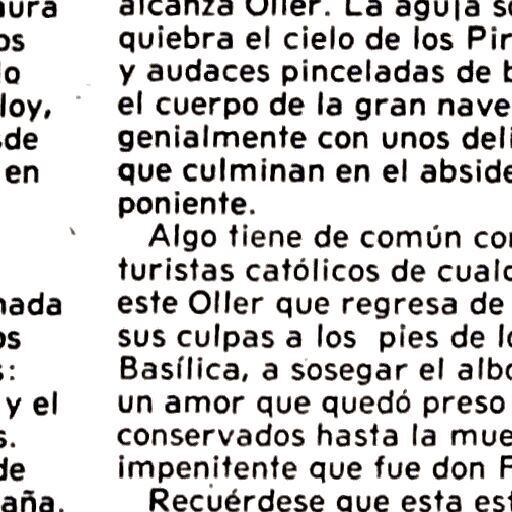 os
lo
loy,
sde
en
nada
os
s:
y el
s.
de
aña.
alcanza Oller. La aguja
quiebra el cielo de los Pir
y audaces pinceladas de b
el cuerpo de la gran nave
genialmente con unos deli
que culminan en el abside
poniente.
Algo tiene de común con
turistas católicos de cualq
este Oller que regresa de
sus culpas a los pies de lo
Basílica, a sosegar el albo
un amor que quedó preso
conservados hasta la mue
impenitente que fue don F
Recuérdese que esta est